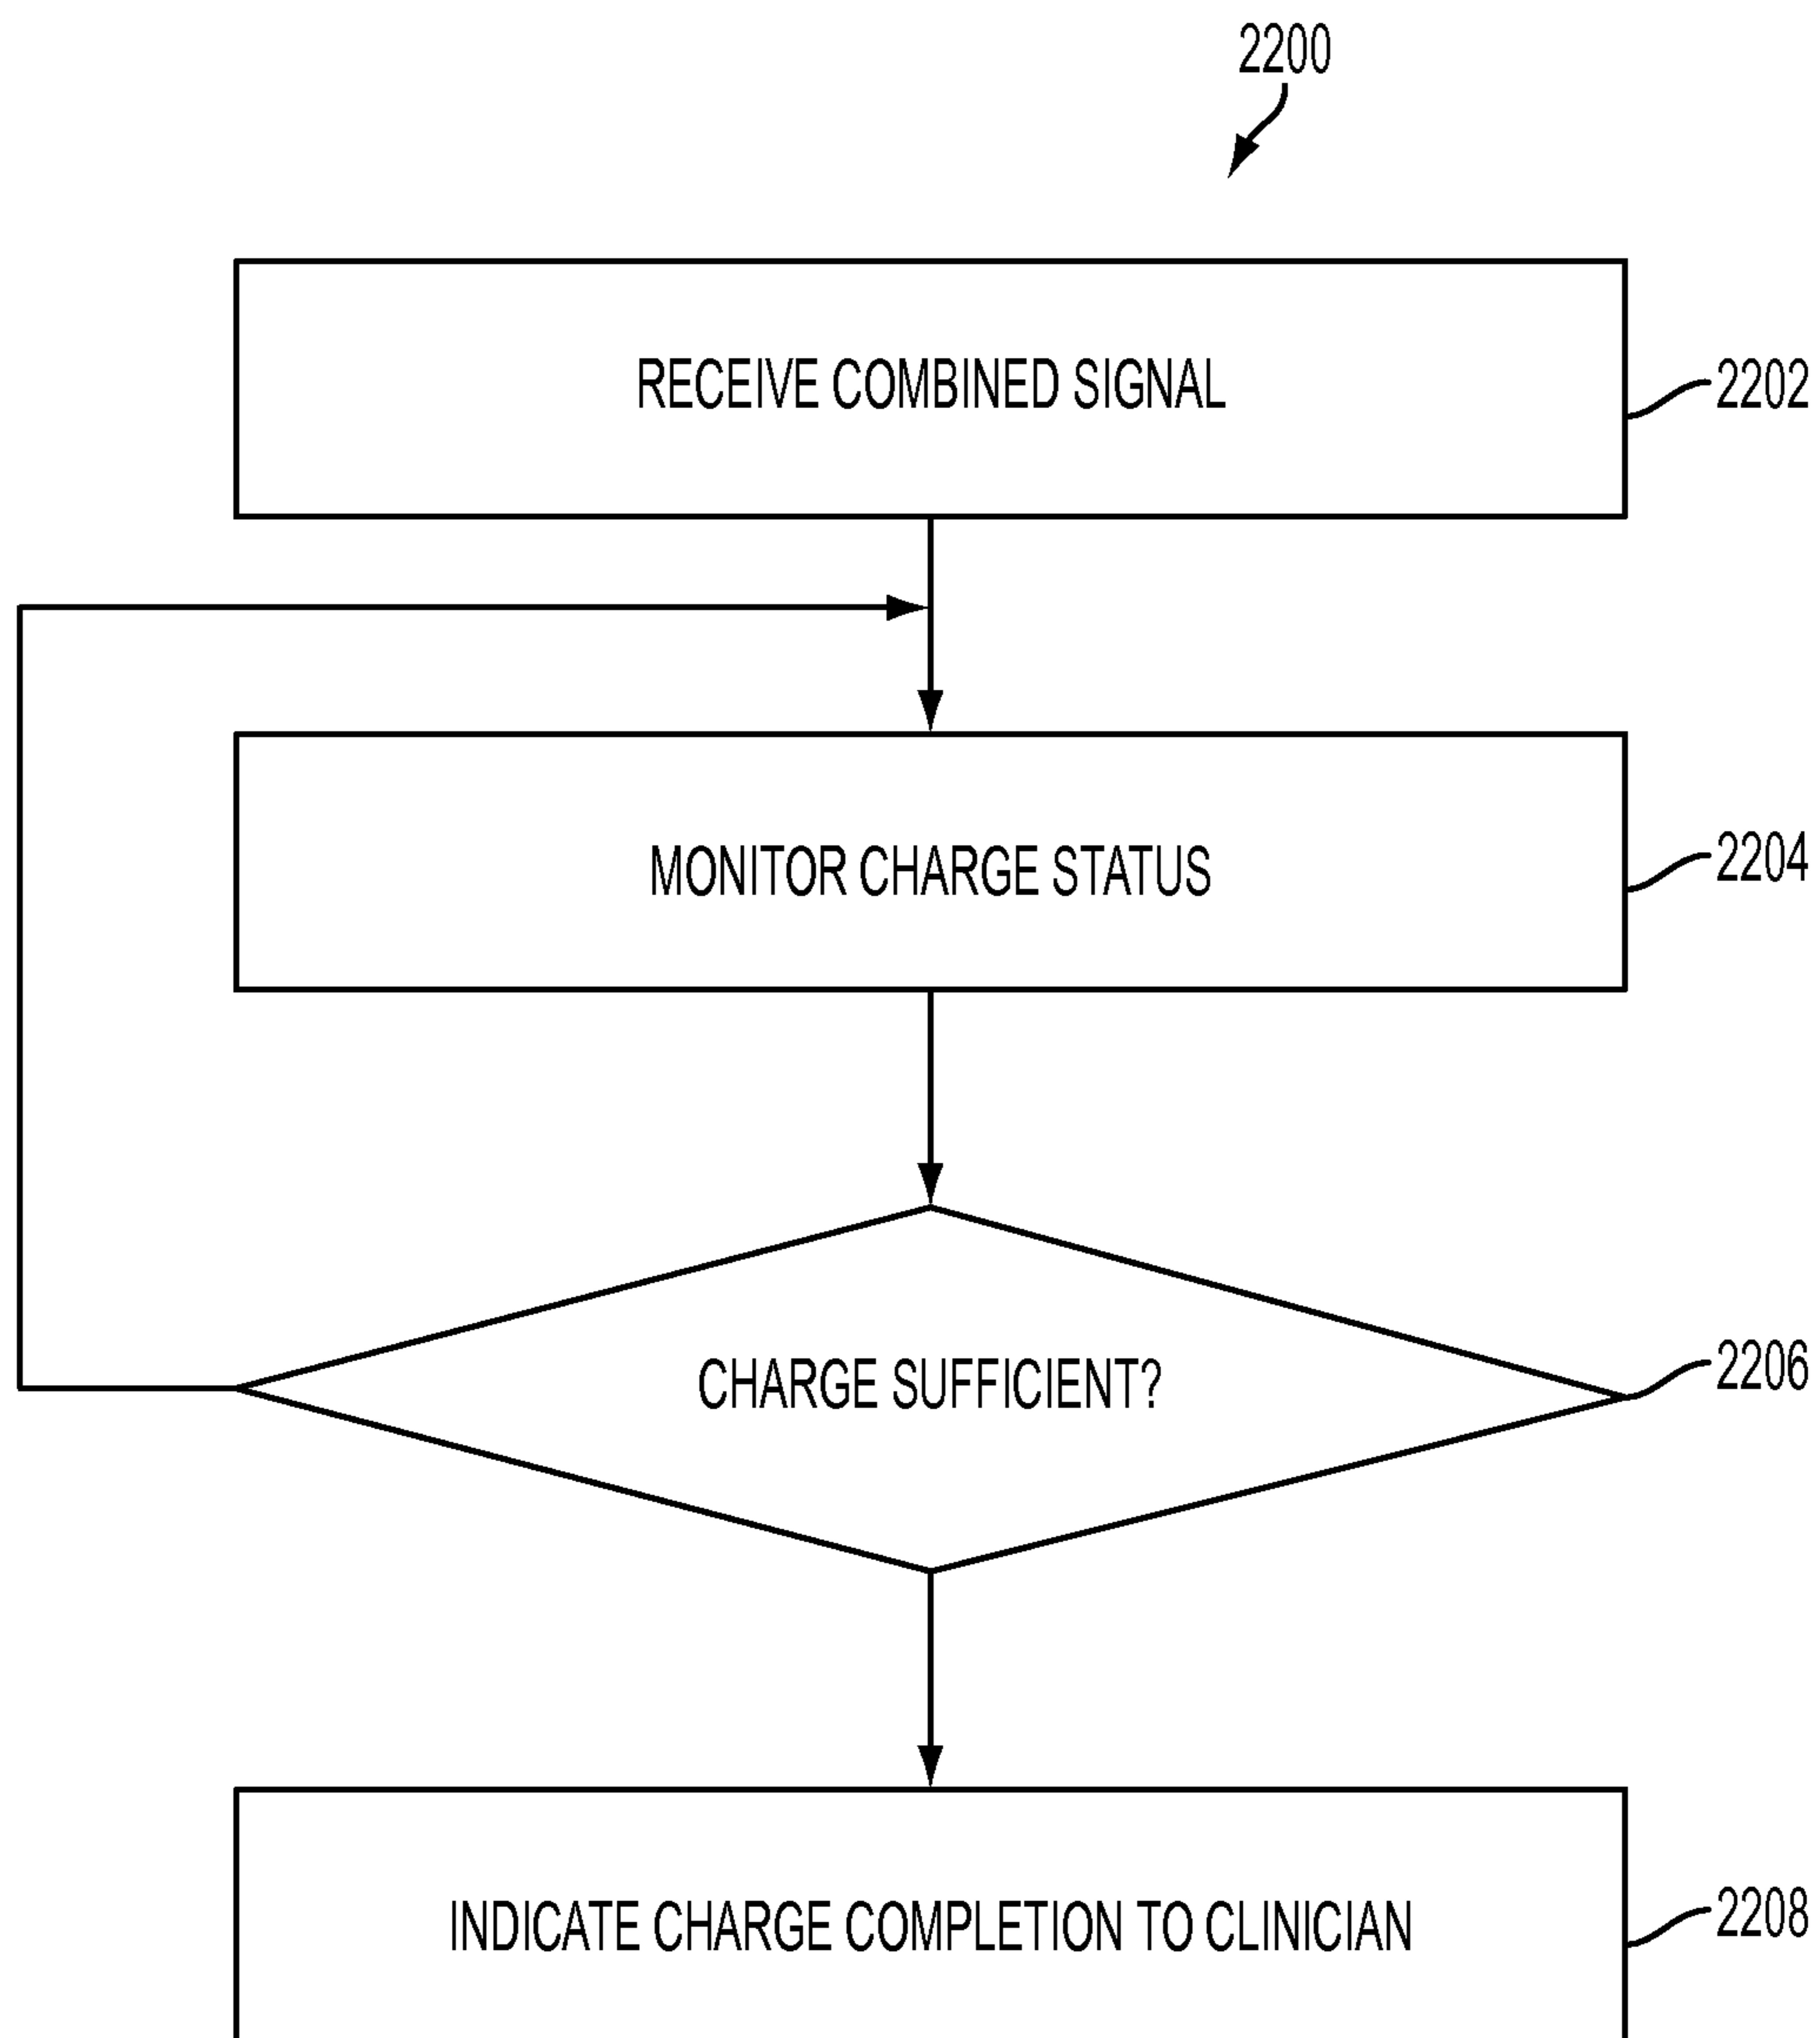 2200
RECEIVE COMBINED SIGNAL
2202
MONITOR CHARGE STATUS
2204
CHARGE SUFFICIENT?
2206
INDICATE CHARGE COMPLETION TO CLINICIAN
2208